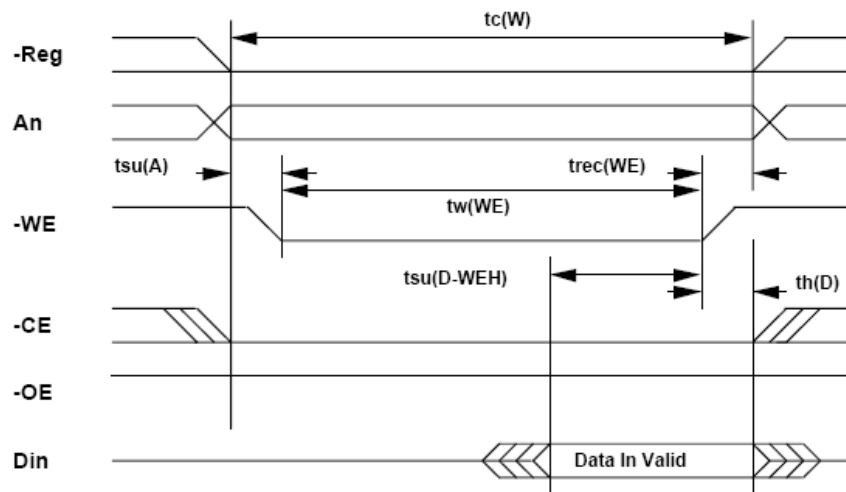 tc(W)
-Reg
An
tsu(A)
trec(WE)
tw(WE)
-WE
tsu(D-WEH)
th(D)
-CE
-OE
Din
Data In Valid